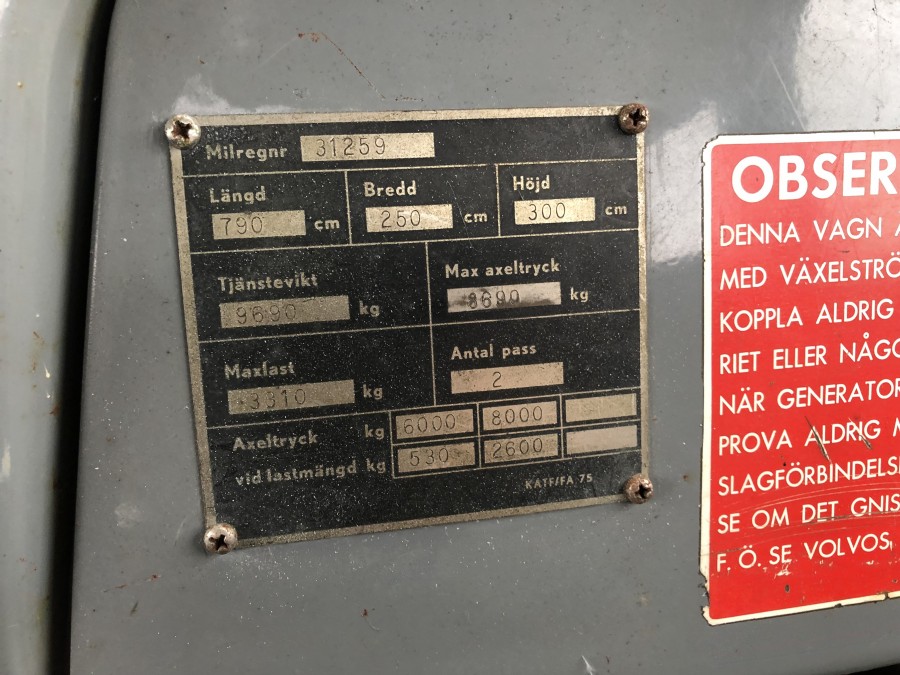 Milregnr 31259
Längd Bredd Höjd
790 cm 250 cm 300 cm
Tjänstevikt Max axeltryck
9690 kg 8690 kg
Maxlast Antal pass
3310 kg 2
Axeltryck kg 6000 8000
vid lastmängd kg 530 2600
KATF/FA 75
OBSER
DENNA VAGN
MED VÄXELSTRÖ
KOPPLA ALDRIG
RIET ELLER NÅGO
NÄR GENERATOR
PROVA ALDRIG
SLAGFÖRBINDELS
SE OM DET GNIS
F. Ö. SE VOLVOS